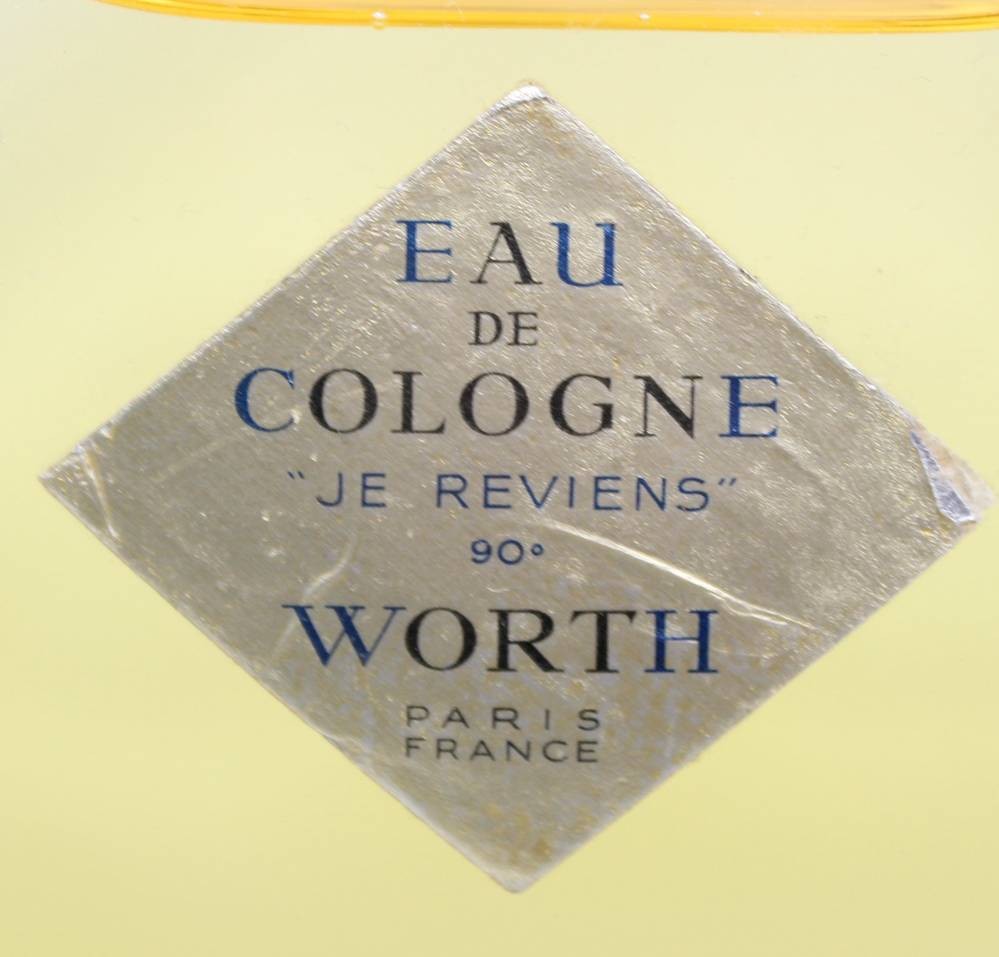 EAU
DE
COLOGNE
"JE REVIENS"
90°
WORTH
PARIS
FRANCE